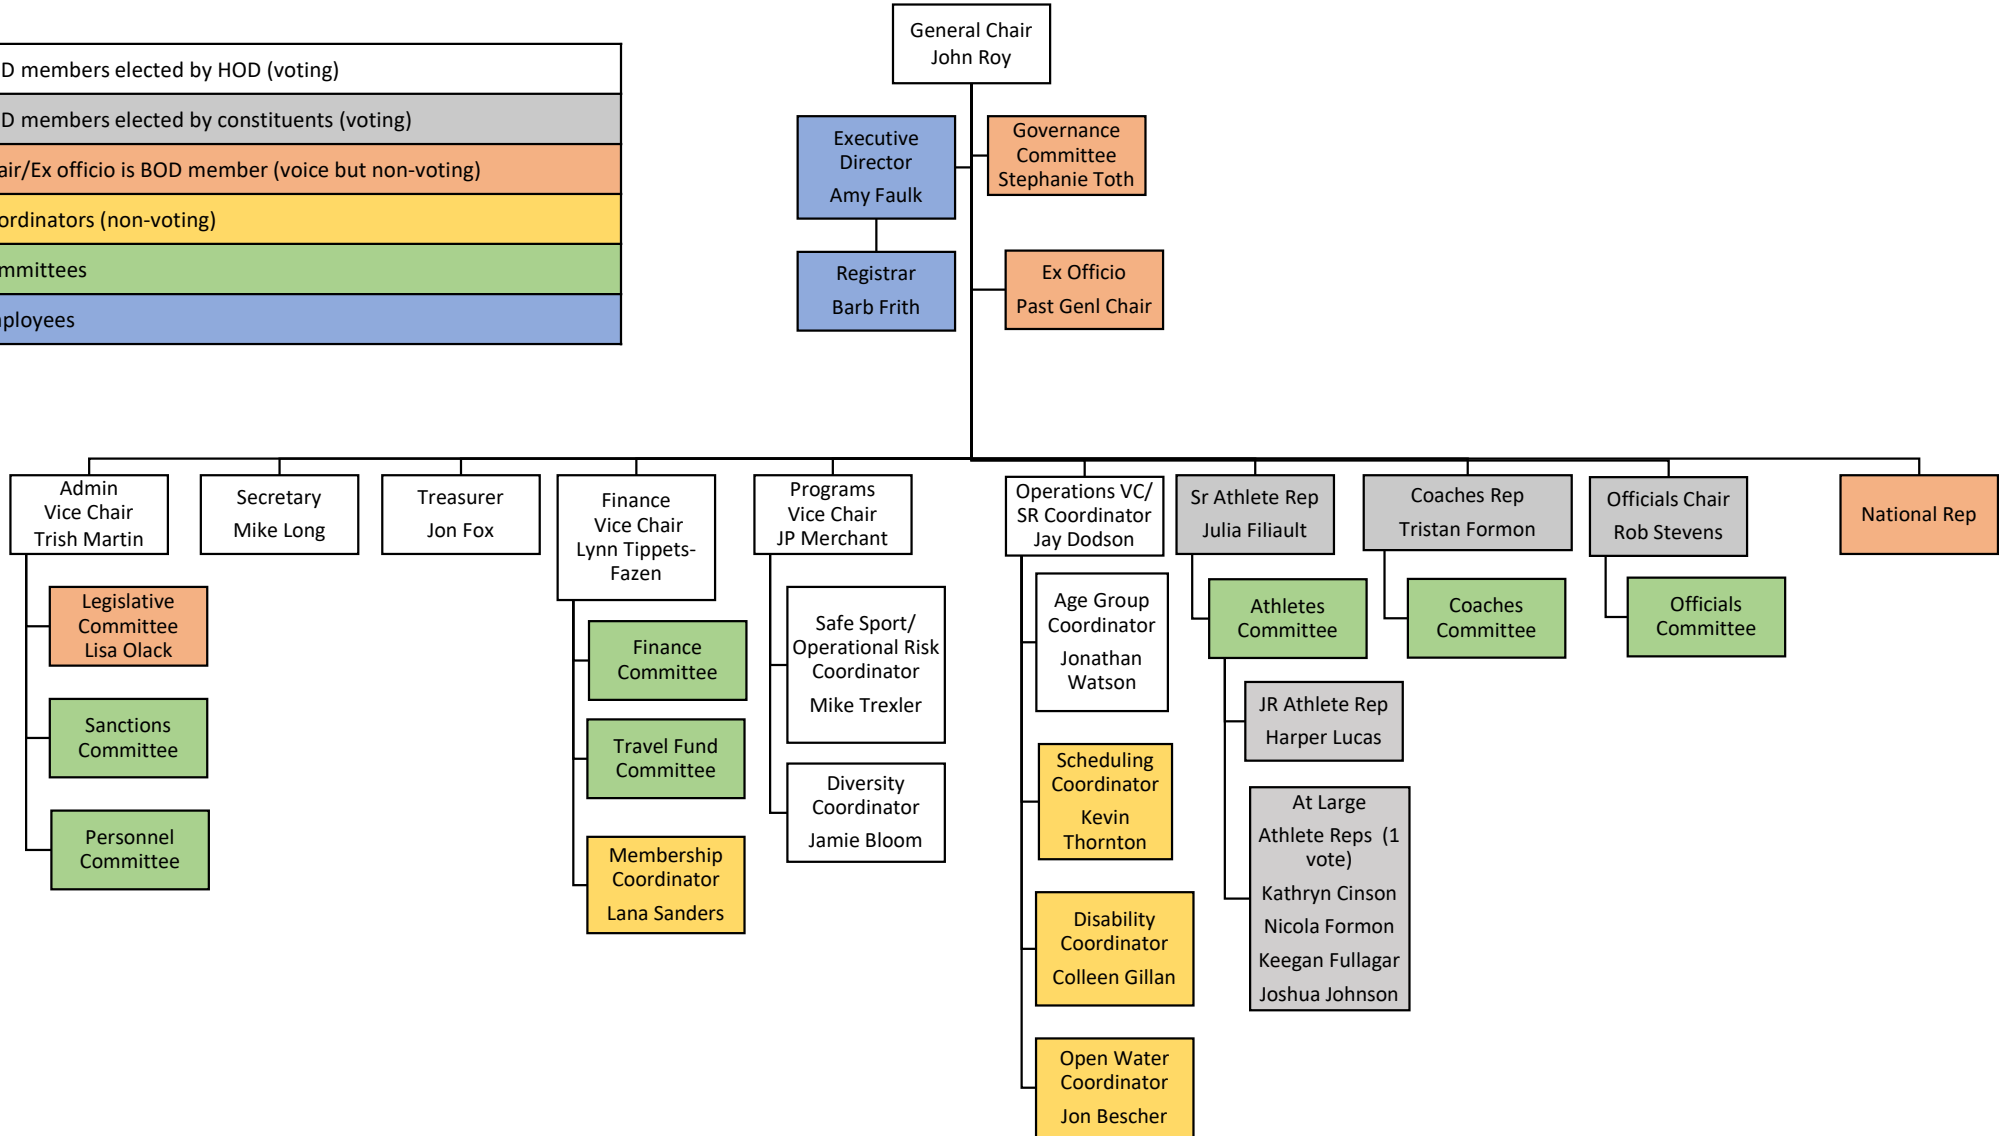 General Chair
John Roy
D members elected by HOD (voting)
D members elected by constituents (voting)
air/Ex officio is BOD member (voice but non-voting)
ordinators (non-voting)
mmittees
ployees
Executive
Director
Amy Faulk
Governance
Committee
Stephanie Toth
Registrar
Barb Frith
Ex Officio
Past Genl Chair
Admin
Vice Chair
Trish Martin
Secretary
Mike Long
Treasurer
Jon Fox
Finance
Vice Chair
Lynn Tippets-
Fazen
Programs
Vice Chair
JP Merchant
Operations VC/
SR Coordinator
Jay Dodson
Sr Athlete Rep
Julia Filiault
Coaches Rep
Tristan Formon
Officials Chair
Rob Stevens
National Rep
Legislative
Committee
Lisa Olack
Sanctions
Committee
Personnel
Committee
Finance
Committee
Travel Fund
Committee
Membership
Coordinator
Lana Sanders
Safe Sport/
Operational Risk
Coordinator
Mike Trexler
Diversity
Coordinator
Jamie Bloom
Age Group
Coordinator
Jonathan
Watson
Scheduling
Coordinator
Kevin
Thornton
Disability
Coordinator
Colleen Gillan
Open Water
Coordinator
Jon Bescher
Athletes
Committee
JR Athlete Rep
Harper Lucas
At Large
Athlete Reps (1
vote)
Kathryn Cinson
Nicola Formon
Keegan Fullagar
Joshua Johnson
Coaches
Committee
Officials
Committee